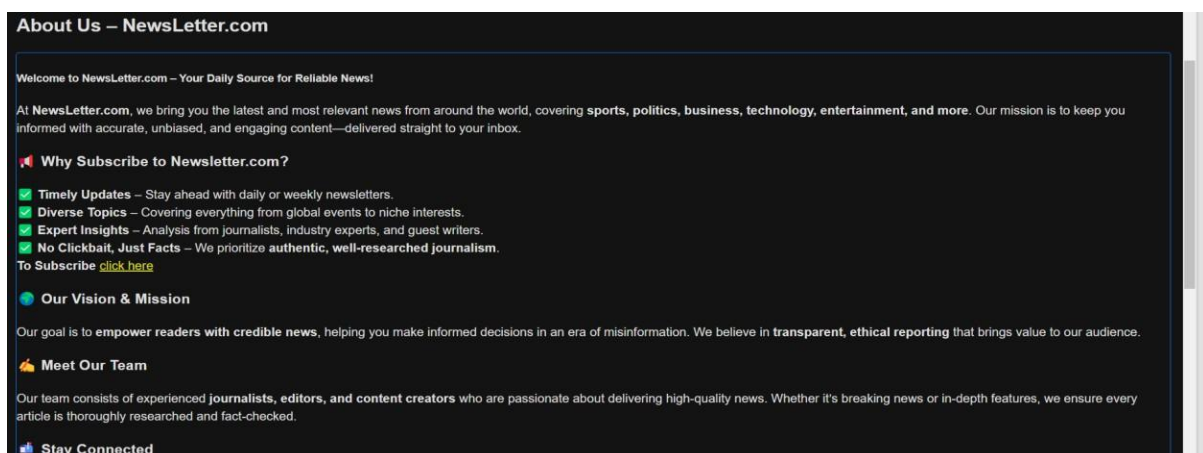 About Us – NewsLetter.com
Welcome to NewsLetter.com – Your Daily Source for Reliable News!
At NewsLetter.com, we bring you the latest and most relevant news from around the world, covering sports, politics, business, technology, entertainment, and more. Our mission is to keep you
informed with accurate, unbiased, and engaging content—delivered straight to your inbox.
📢 Why Subscribe to Newsletter.com?
✅ Timely Updates – Stay ahead with daily or weekly newsletters.
✅ Diverse Topics – Covering everything from global events to niche interests.
✅ Expert Insights – Analysis from journalists, industry experts, and guest writers.
✅ No Clickbait, Just Facts – We prioritize authentic, well-researched journalism.
To Subscribe click here
🌍 Our Vision & Mission
Our goal is to empower readers with credible news, helping you make informed decisions in an era of misinformation. We believe in transparent, ethical reporting that brings value to our audience.
✍ Meet Our Team
Our team consists of experienced journalists, editors, and content creators who are passionate about delivering high-quality news. Whether it's breaking news or in-depth features, we ensure every
article is thoroughly researched and fact-checked.
📬 Stay Connected